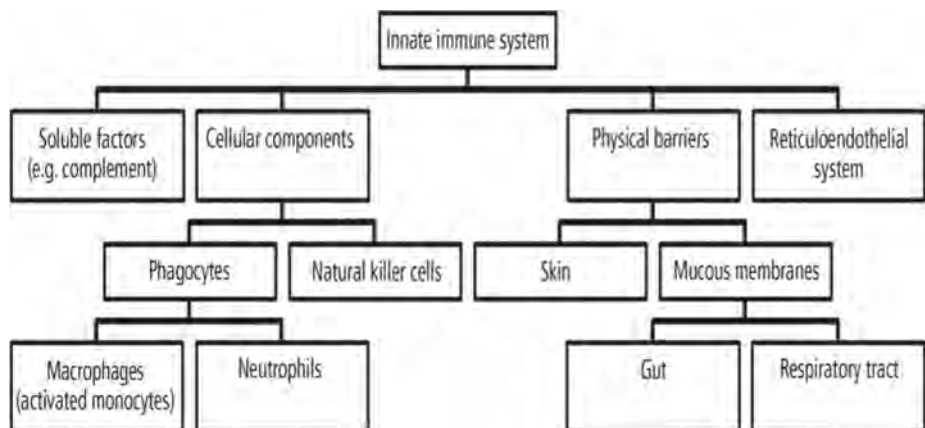 Innate immune system
Soluble factors
(e.g. complement)
Cellular components
Physical barriers
Reticuloendothelial
system
Phagocytes
Natural killer cells
Skin
Mucous membranes
Macrophages
(activated monocytes)
Neutrophils
Gut
Respiratory tract